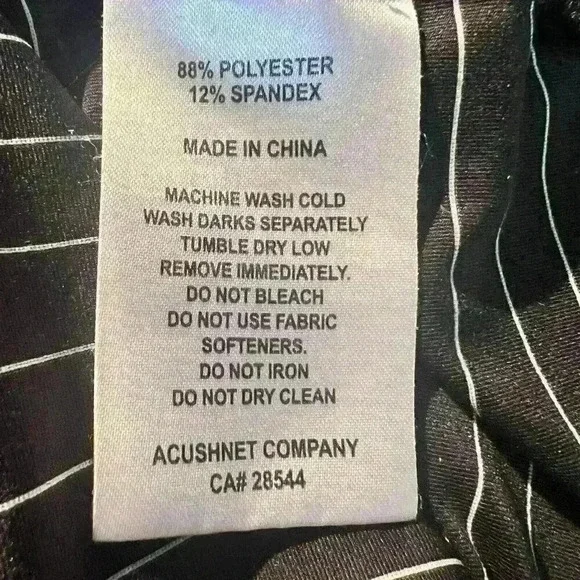 88% POLYESTER
12% SPANDEX
MADE IN CHINA
MACHINE WASH COLD
WASH DARKS SEPARATELY
TUMBLE DRY LOW
REMOVE IMMEDIATELY.
DO NOT BLEACH
DO NOT USE FABRIC
SOFTENERS.
DO NOT IRON
DO NOT DRY CLEAN
ACUSHNET COMPANY
CA# 28544